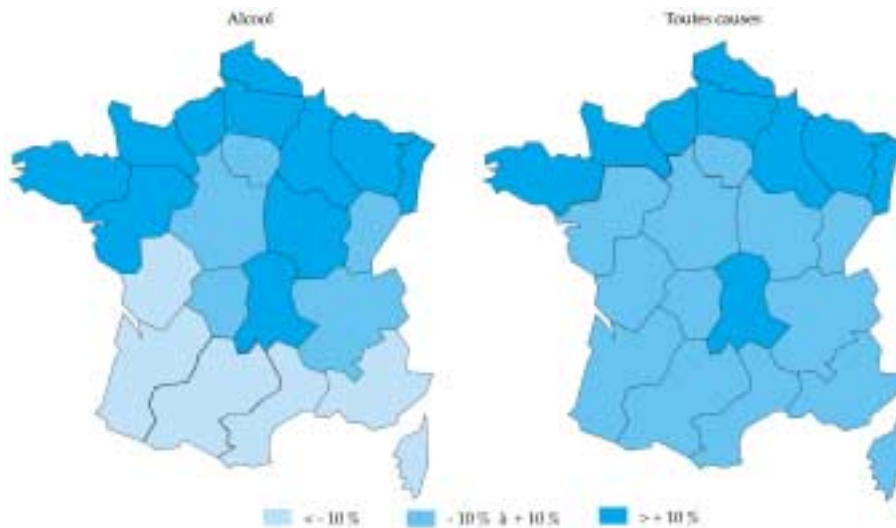 Alcool
Toutes causes
< - 10 %
- 10 % à + 10 %
> + 10 %